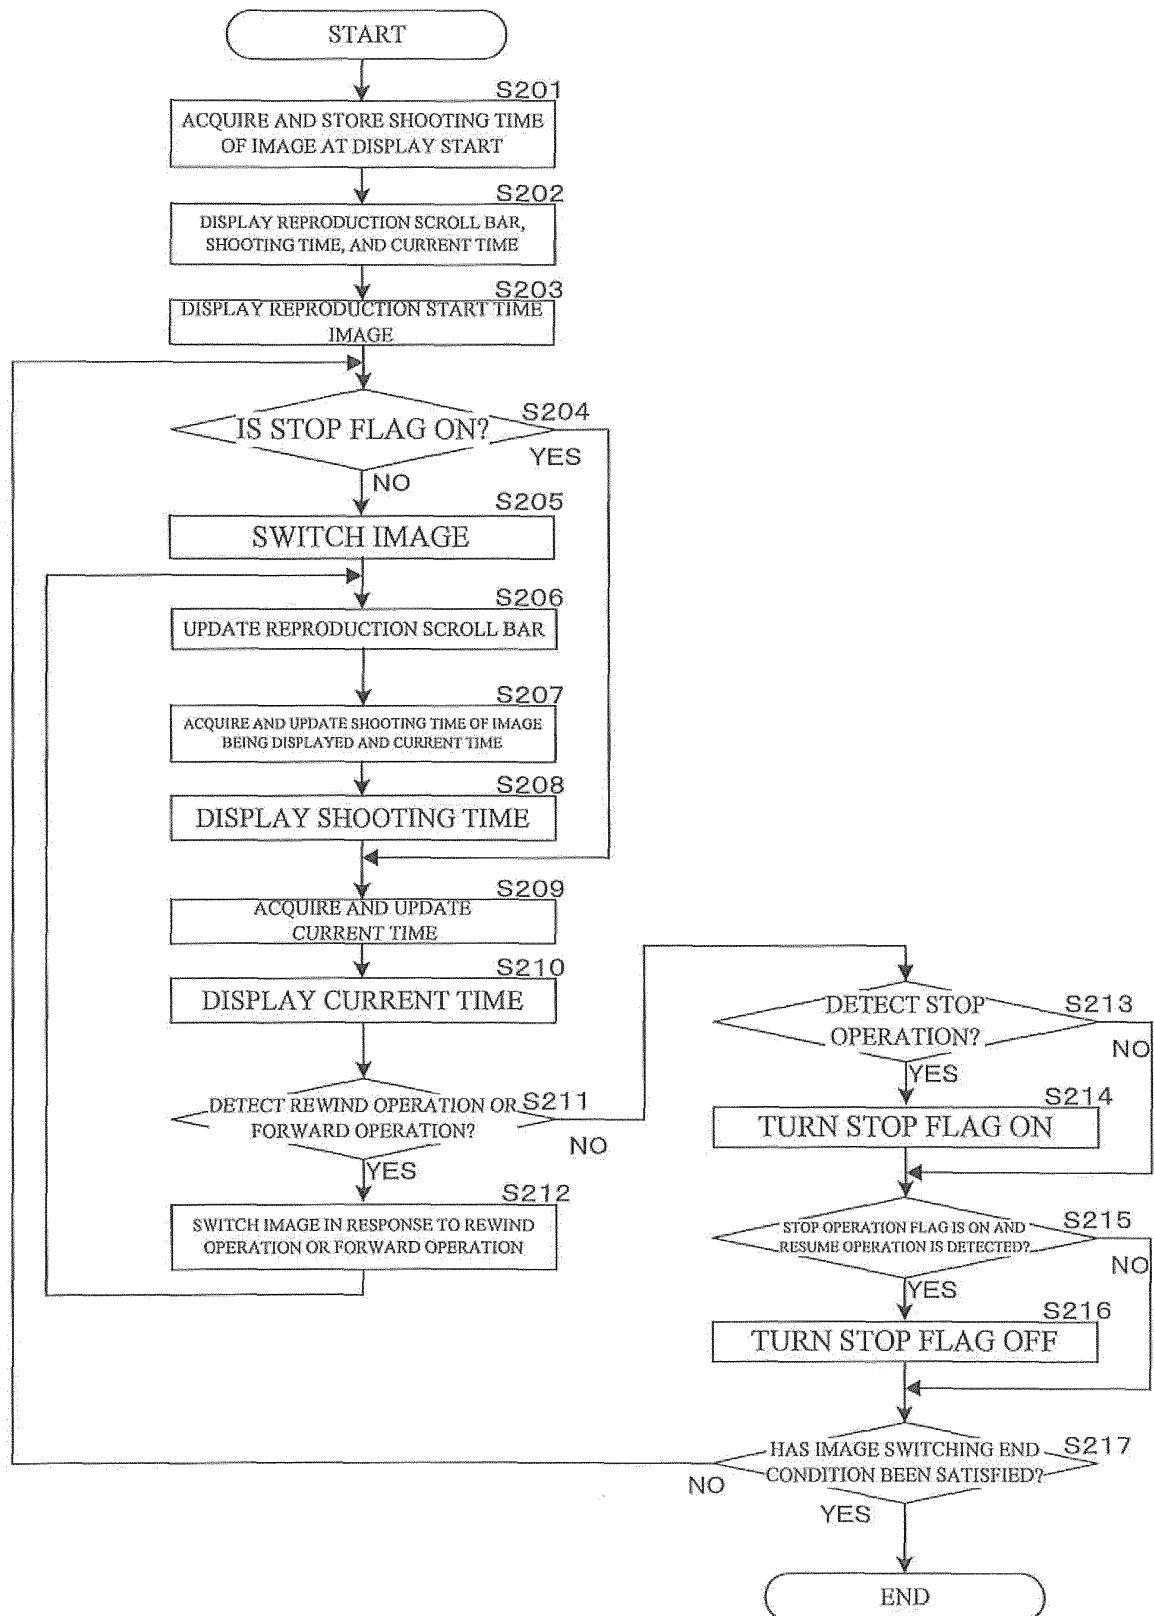 START
S201
ACQUIRE AND STORE SHOOTING TIME
OF IMAGE AT DISPLAY START
S202
DISPLAY REPRODUCTION SCROLL BAR,
SHOOTING TIME, AND CURRENT TIME
S203
DISPLAY REPRODUCTION START TIME
IMAGE
S204
IS STOP FLAG ON?
YES
NO
S205
SWITCH IMAGE
S206
UPDATE REPRODUCTION SCROLL BAR
S207
ACQUIRE AND UPDATE SHOOTING TIME OF IMAGE
BEING DISPLAYED AND CURRENT TIME
S208
DISPLAY SHOOTING TIME
S209
ACQUIRE AND UPDATE
CURRENT TIME
S210
DISPLAY CURRENT TIME
S211
DETECT REWIND OPERATION OR
FORWARD OPERATION?
NO
YES
S212
SWITCH IMAGE IN RESPONSE TO REWIND
OPERATION OR FORWARD OPERATION
S213
DETECT STOP
OPERATION?
NO
YES
S214
TURN STOP FLAG ON
S215
STOP OPERATION FLAG IS ON AND
RESUME OPERATION IS DETECTED?
NO
YES
S216
TURN STOP FLAG OFF
S217
HAS IMAGE SWITCHING END
CONDITION BEEN SATISFIED?
NO
YES
END